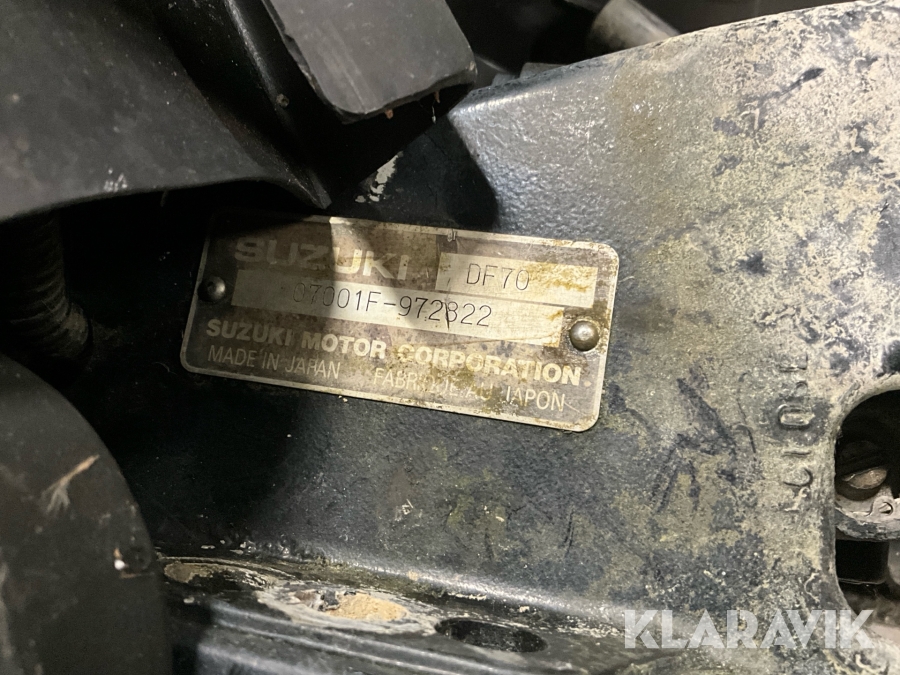 SUZUKI DF70
07001F-972822
SUZUKI MOTOR CORPORATION
MADE IN JAPAN FABRIQUE AU JAPON
KLARAVIK